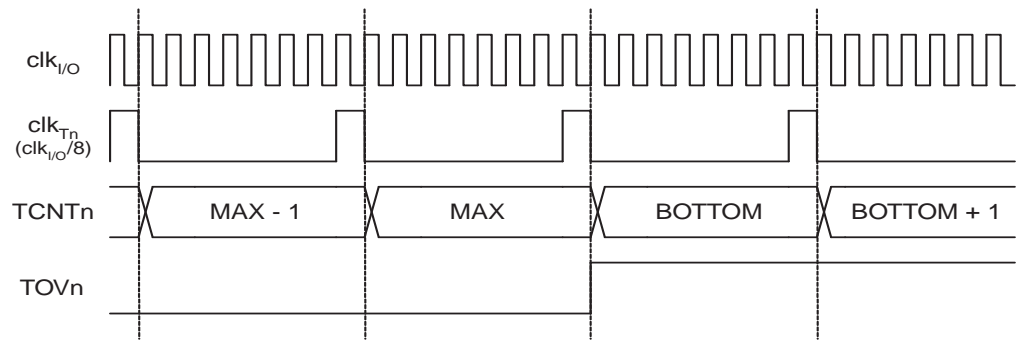 clkI/O
clkTn
(clkI/O/8)
TCNTn MAX - 1 MAX BOTTOM BOTTOM + 1
TOVn